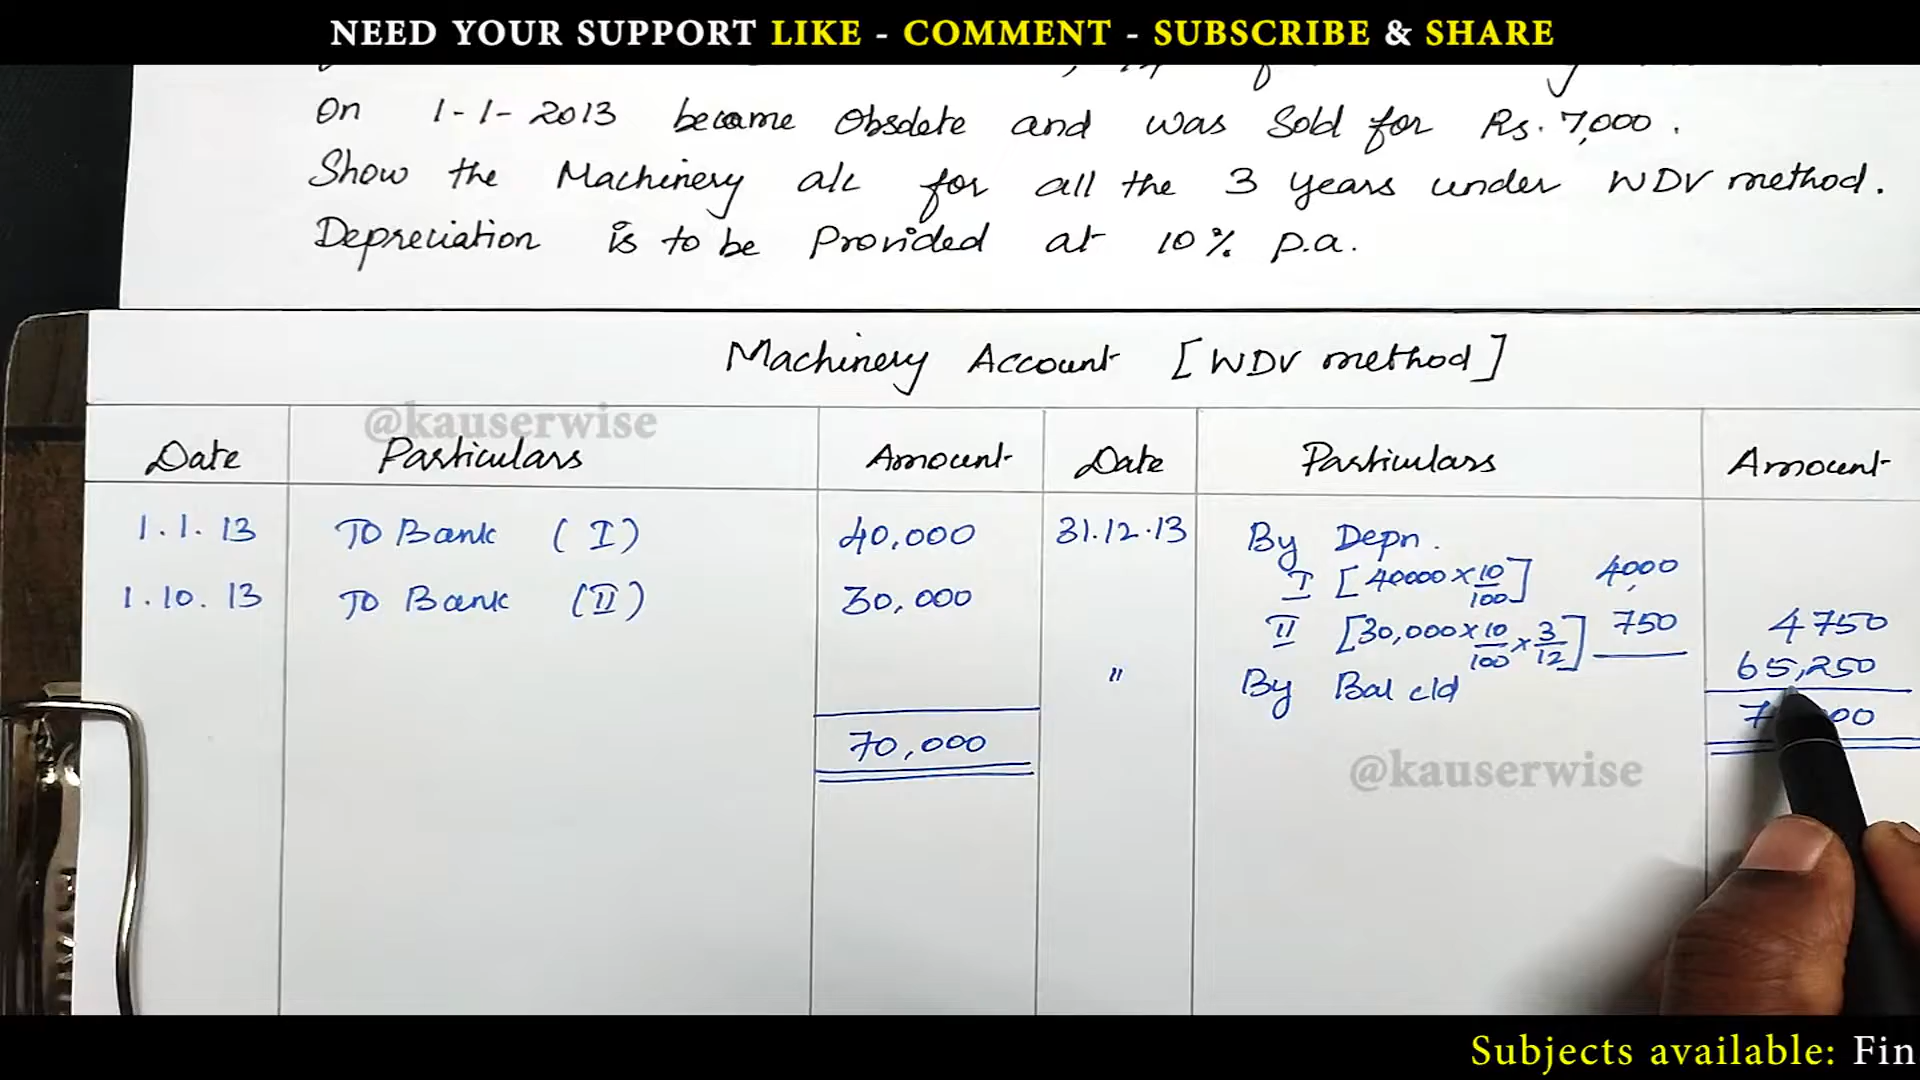 NEED YOUR SUPPORT LIKE - COMMENT - SUBSCRIBE & SHARE
On 1-1-2013 became Obsolete and was Sold for Rs. 7,000.
Show the Machinery a/c for all the 3 years under WDV method.
Depreciation is to be Provided at 10% p.a.
Machinery Account [WDV method]
@kauserwise
Date Particulars Amount Date Particulars Amount
1.1.13 TO Bank (I) 40,000 31.12.13 By Depn.
I [40000 × 10/100] 4000
1.10.13 TO Bank (II) 30,000
II [30,000 × 10/100 × 3/12] 750 4750
" By Bal c/d 65,250
70,000
@kauserwise
Subjects available: Fin